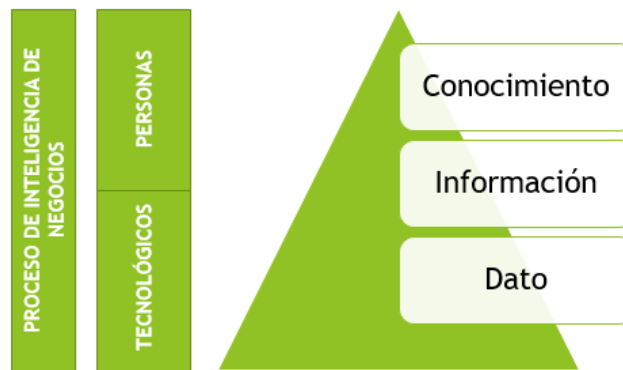 PROCESO DE INTELIGENCIA DE
NEGOCIOS
PERSONAS
TECNOLÓGICOS
Conocimiento
Información
Dato